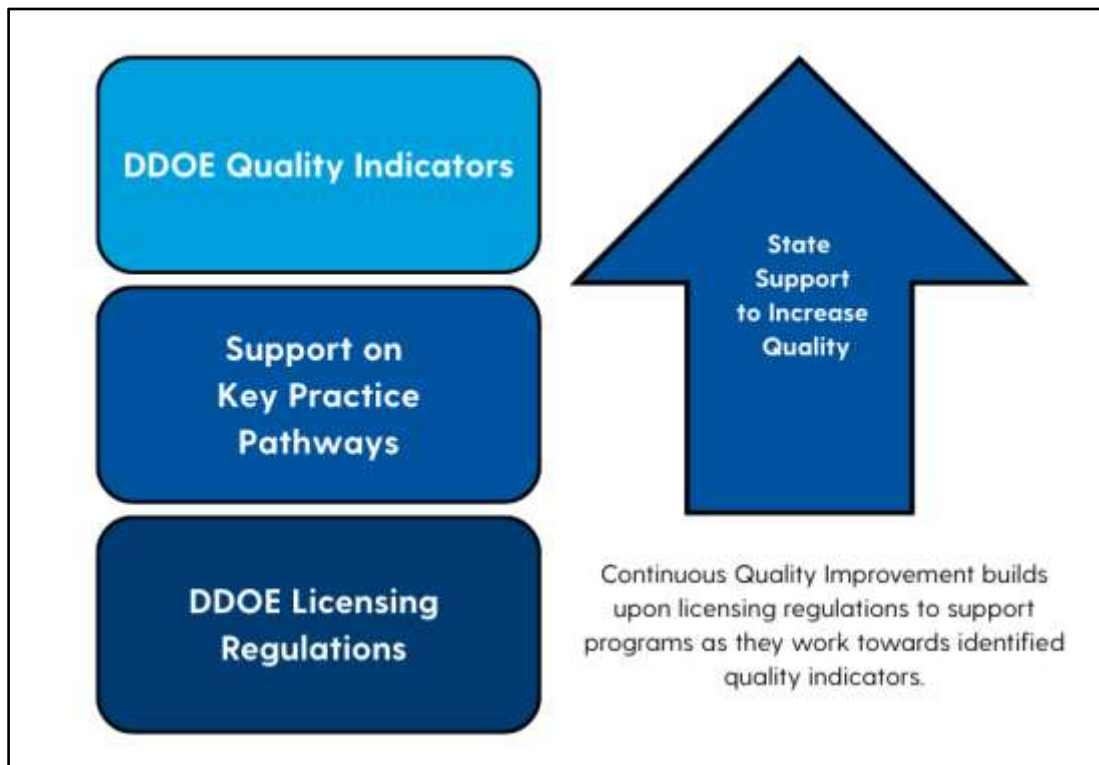 DDOE Quality Indicators
Support on
Key Practice
Pathways
DDOE Licensing
Regulations
State
Support
to Increase
Quality
Continuous Quality Improvement builds
upon licensing regulations to support
programs as they work towards identified
quality indicators.